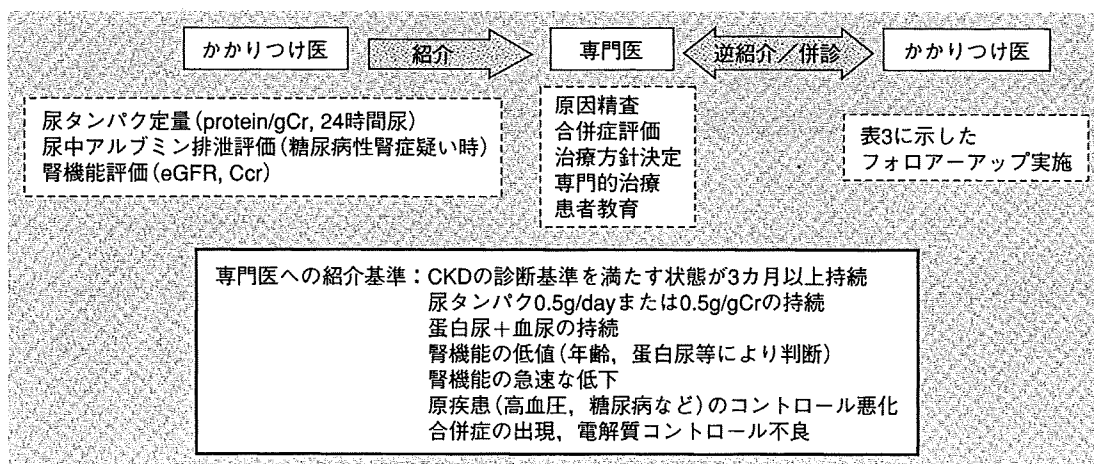 かかりつけ医
紹介
専門医
逆紹介／併診
かかりつけ医
尿タンパク定量(protein/gCr, 24時間尿)
尿中アルブミン排泄評価(糖尿病性腎症疑い時)
腎機能評価(eGFR, Ccr)
原因精査
合併症評価
治療方針決定
専門的治療
患者教育
表3に示した
フォロアーアップ実施
専門医への紹介基準：CKDの診断基準を満たす状態が3カ月以上持続
尿タンパク0.5g/dayまたは0.5g/gCrの持続
蛋白尿＋血尿の持続
腎機能の低値(年齢，蛋白尿等により判断)
腎機能の急速な低下
原疾患(高血圧，糖尿病など)のコントロール悪化
合併症の出現，電解質コントロール不良